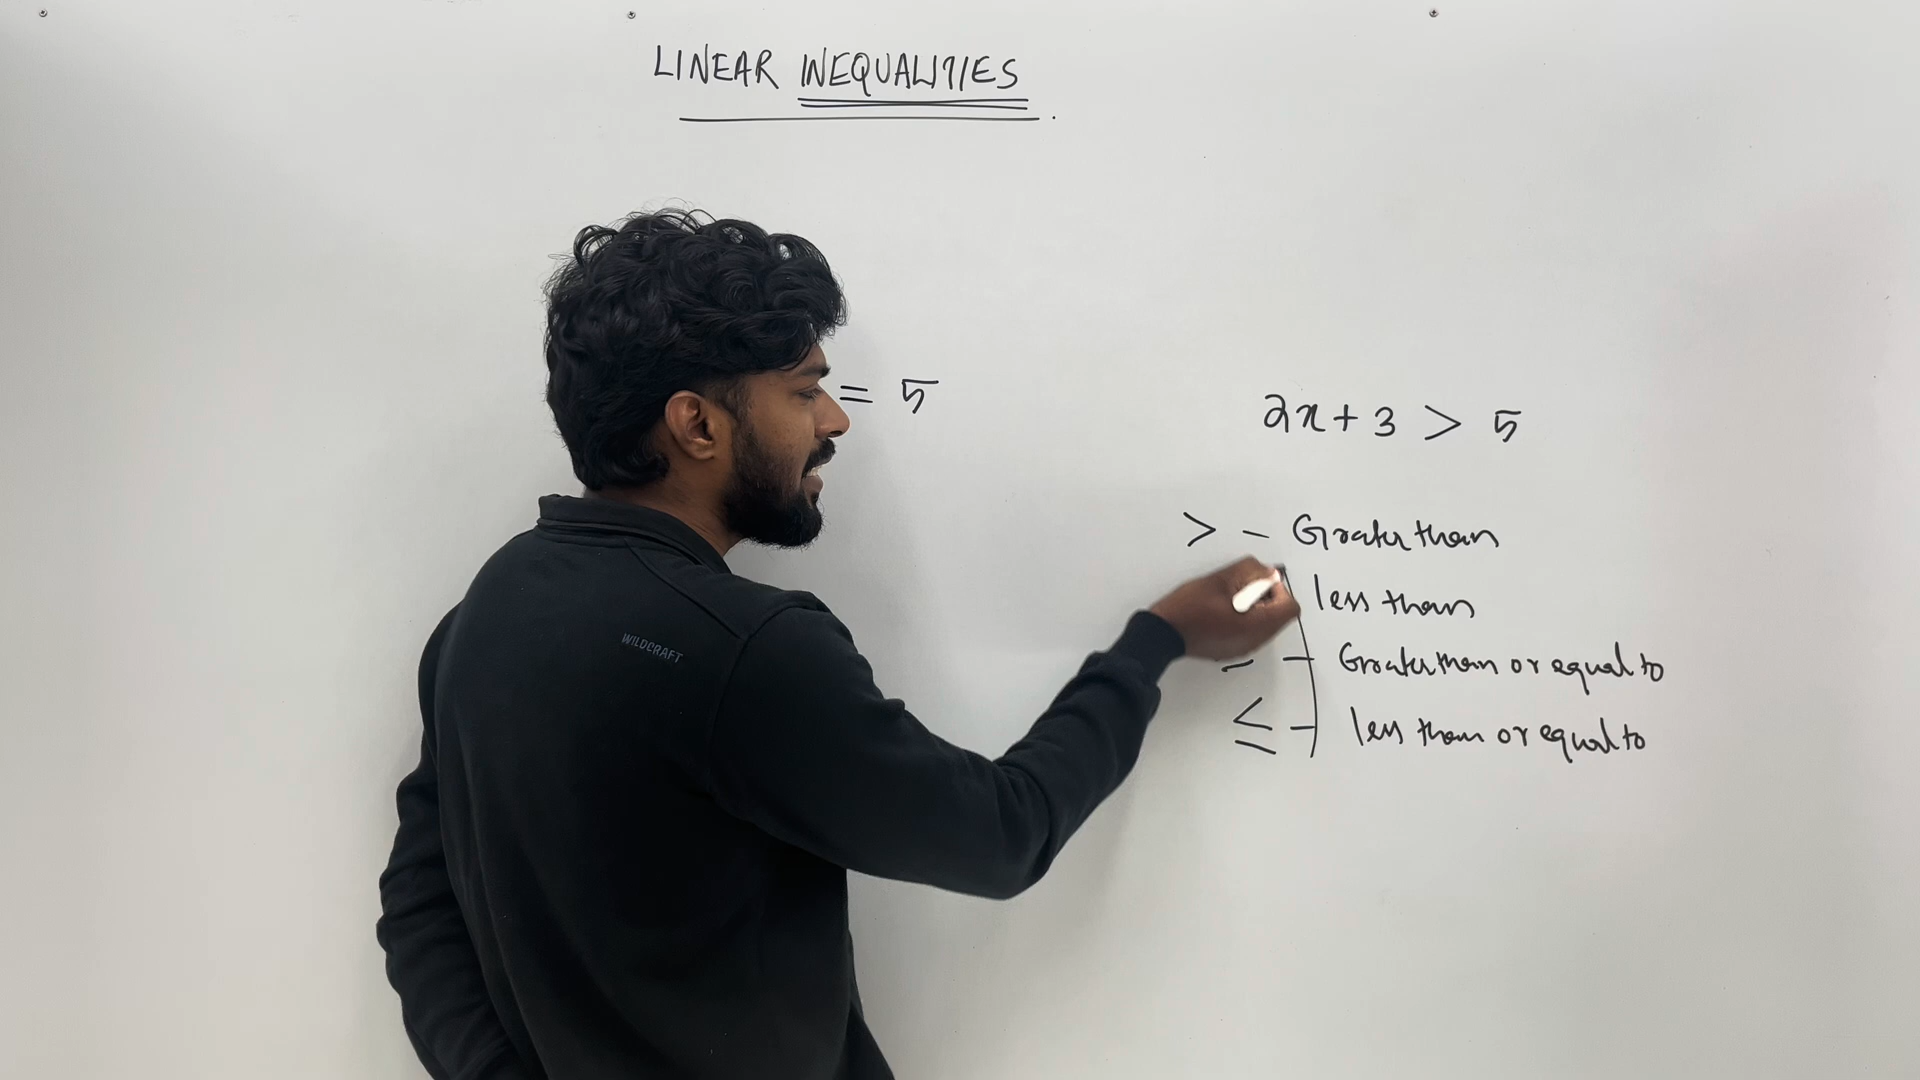 LINEAR INEQUALITIES
= 5
2x + 3 > 5
> - Greater than
less than
- Greater than or equal to
≤ - less than or equal to
WILDCRAFT